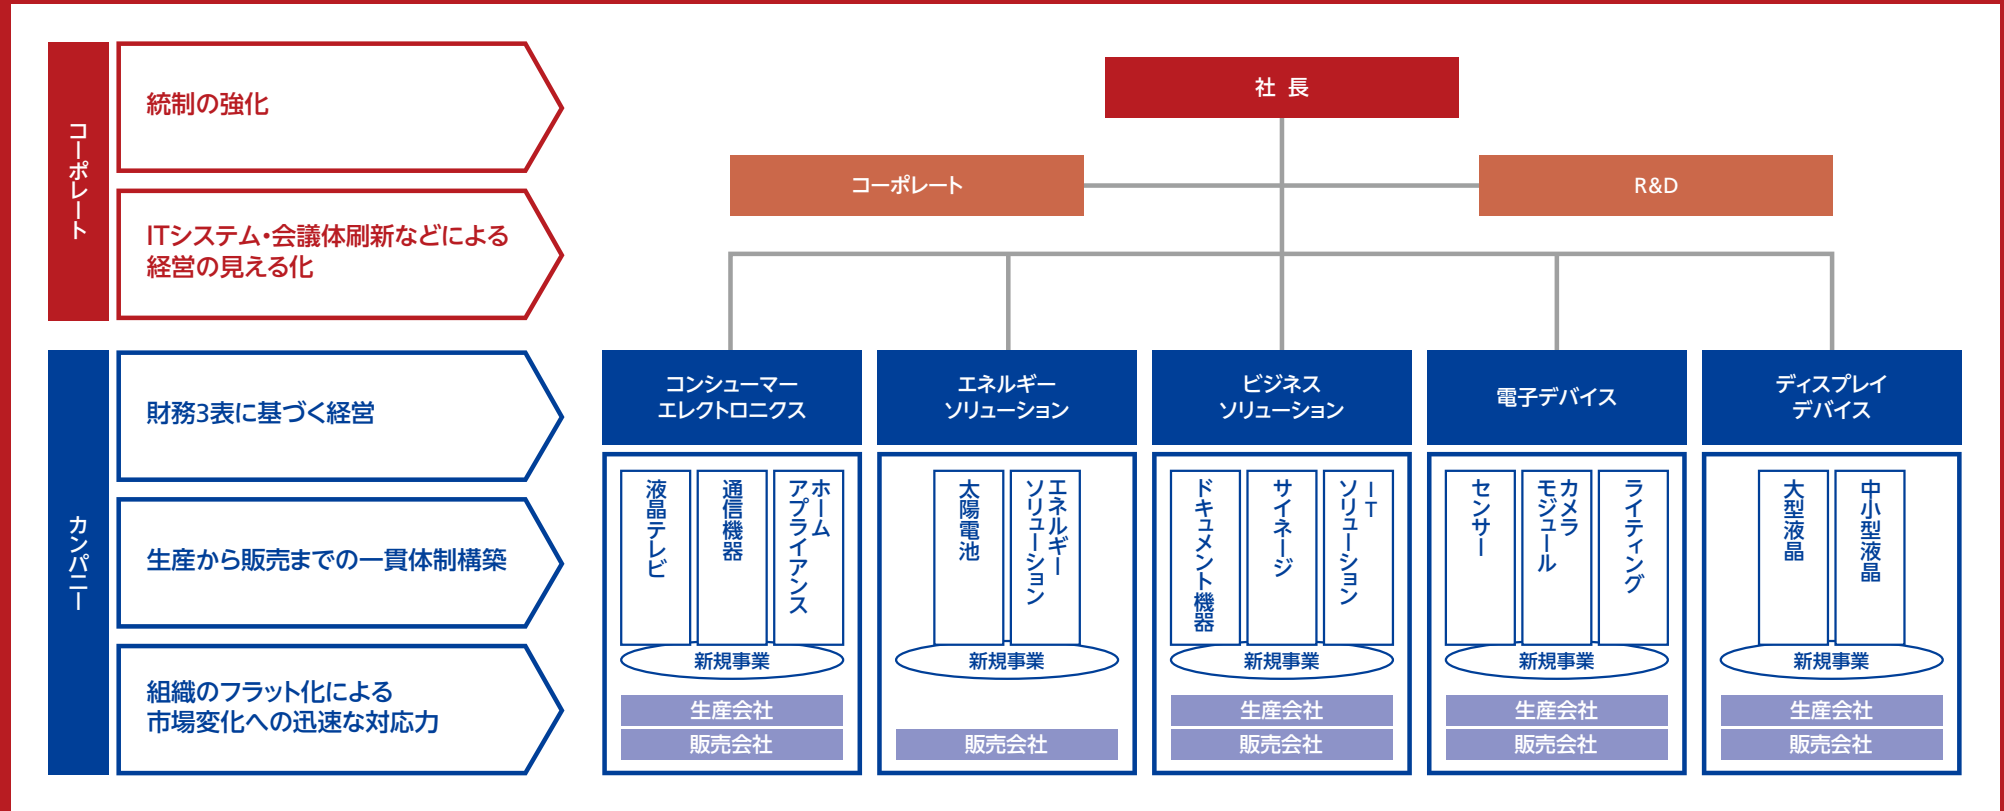 コーポレート
統制の強化
ITシステム・会議体刷新などによる
経営の見える化
カンパニー
財務3表に基づく経営
生産から販売までの一貫体制構築
組織のフラット化による
市場変化への迅速な対応力
社 長
コーポレート
R&D
コンシューマー
エレクトロニクス
液晶テレビ
通信機器
ホーム
アプライアンス
新規事業
生産会社
販売会社
エネルギー
ソリューション
太陽電池
エネルギー
ソリューション
新規事業
販売会社
ビジネス
ソリューション
ドキュメント機器
サイネージ
IT
ソリューション
新規事業
生産会社
販売会社
電子デバイス
センサー
カメラ
モジュール
ライティング
新規事業
生産会社
販売会社
ディスプレイ
デバイス
大型液晶
中小型液晶
新規事業
生産会社
販売会社